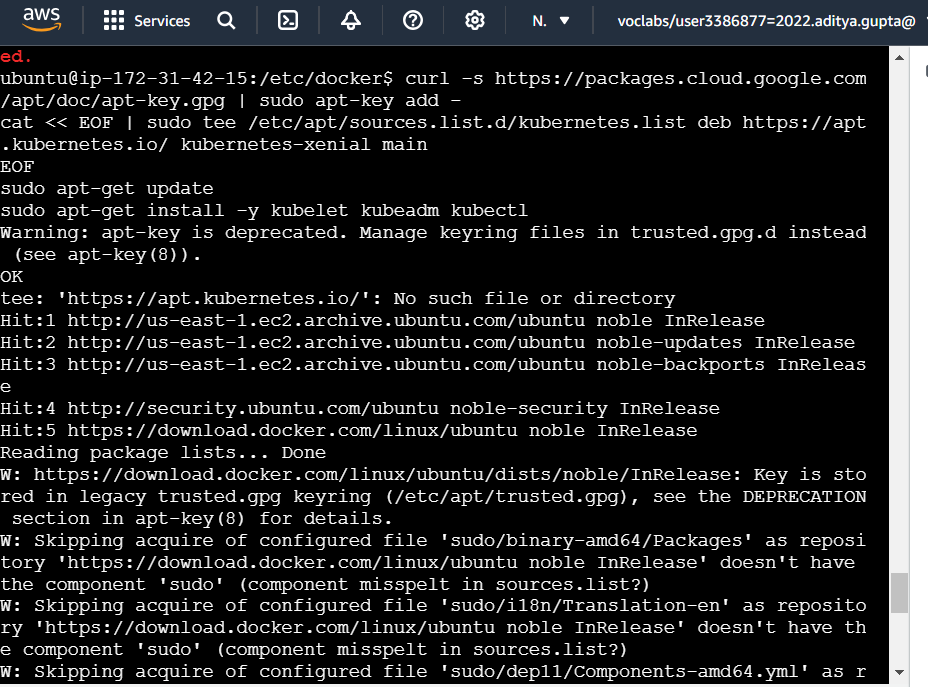 aws Services N. voclabs/user3386877=2022.aditya.gupta@
ed.
ubuntu@ip-172-31-42-15:/etc/docker$ curl -s https://packages.cloud.google.com
/apt/doc/apt-key.gpg | sudo apt-key add -
cat << EOF | sudo tee /etc/apt/sources.list.d/kubernetes.list deb https://apt
.kubernetes.io/ kubernetes-xenial main
EOF
sudo apt-get update
sudo apt-get install -y kubelet kubeadm kubectl
Warning: apt-key is deprecated. Manage keyring files in trusted.gpg.d instead
 (see apt-key(8)).
OK
tee: 'https://apt.kubernetes.io/': No such file or directory
Hit:1 http://us-east-1.ec2.archive.ubuntu.com/ubuntu noble InRelease
Hit:2 http://us-east-1.ec2.archive.ubuntu.com/ubuntu noble-updates InRelease
Hit:3 http://us-east-1.ec2.archive.ubuntu.com/ubuntu noble-backports InReleas
e
Hit:4 http://security.ubuntu.com/ubuntu noble-security InRelease
Hit:5 https://download.docker.com/linux/ubuntu noble InRelease
Reading package lists... Done
W: https://download.docker.com/linux/ubuntu/dists/noble/InRelease: Key is sto
red in legacy trusted.gpg keyring (/etc/apt/trusted.gpg), see the DEPRECATION
 section in apt-key(8) for details.
W: Skipping acquire of configured file 'sudo/binary-amd64/Packages' as reposi
tory 'https://download.docker.com/linux/ubuntu noble InRelease' doesn't have
the component 'sudo' (component misspelt in sources.list?)
W: Skipping acquire of configured file 'sudo/i18n/Translation-en' as reposito
ry 'https://download.docker.com/linux/ubuntu noble InRelease' doesn't have th
e component 'sudo' (component misspelt in sources.list?)
W: Skipping acquire of configured file 'sudo/dep11/Components-amd64.yml' as r